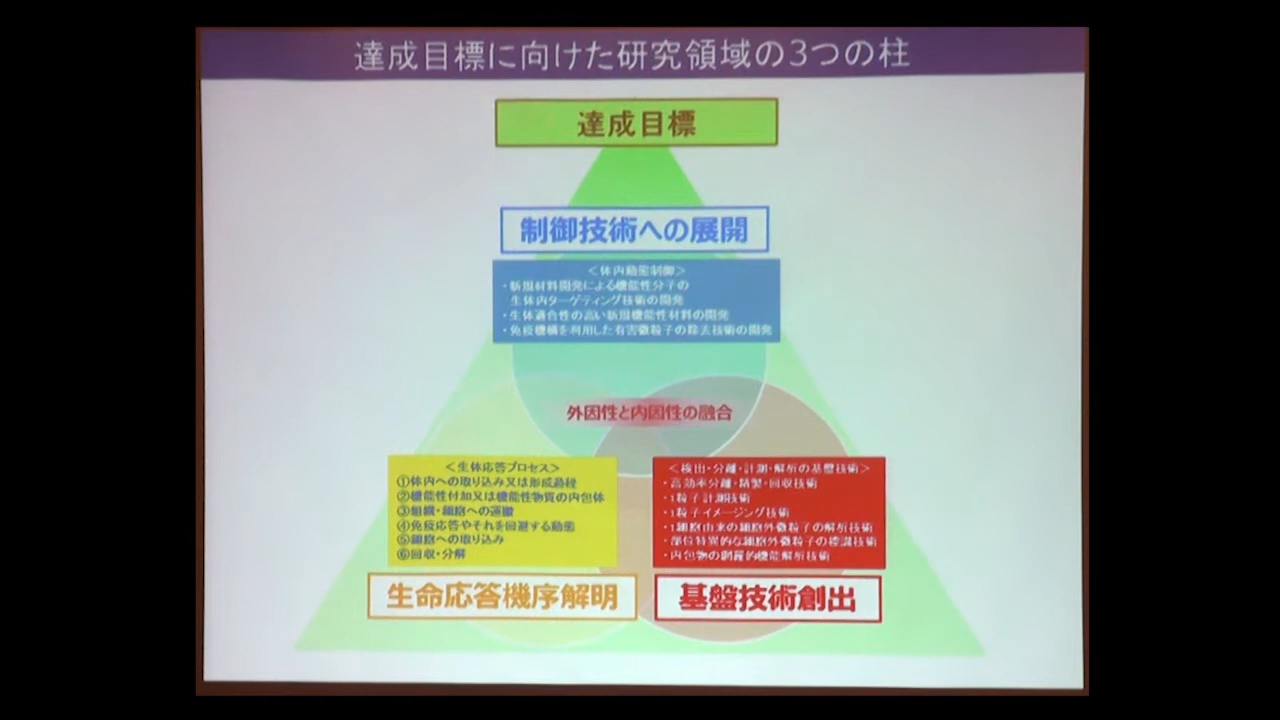 達成目標に向けた研究領域の3つの柱
達成目標
制御技術への展開
＜体内動態制御＞
・新規材料開発による機能性分子の
生体内ターゲティング技術の開発
・生体適合性の高い新規機能性材料の開発
・免疫機構を利用した有害微粒子の除去技術の開発
外因性と内因性の融合
＜生体応答プロセス＞
①体内への取り込み又は形成過程
②機能性付加又は機能性物質の内包体
③組織・細胞への運搬
④免疫応答やそれを回避する動態
⑤細胞への取り込み
⑥回収・分解
生命応答機序解明
＜検出・分離・計測・解析の基盤技術＞
・高効率分離・精製・回収技術
・1粒子計測技術
・1粒子イメージング技術
・1細胞由来の細胞外微粒子の解析技術
・部位特異的な細胞外微粒子の標識技術
・内包物の網羅的機能解析技術
基盤技術創出